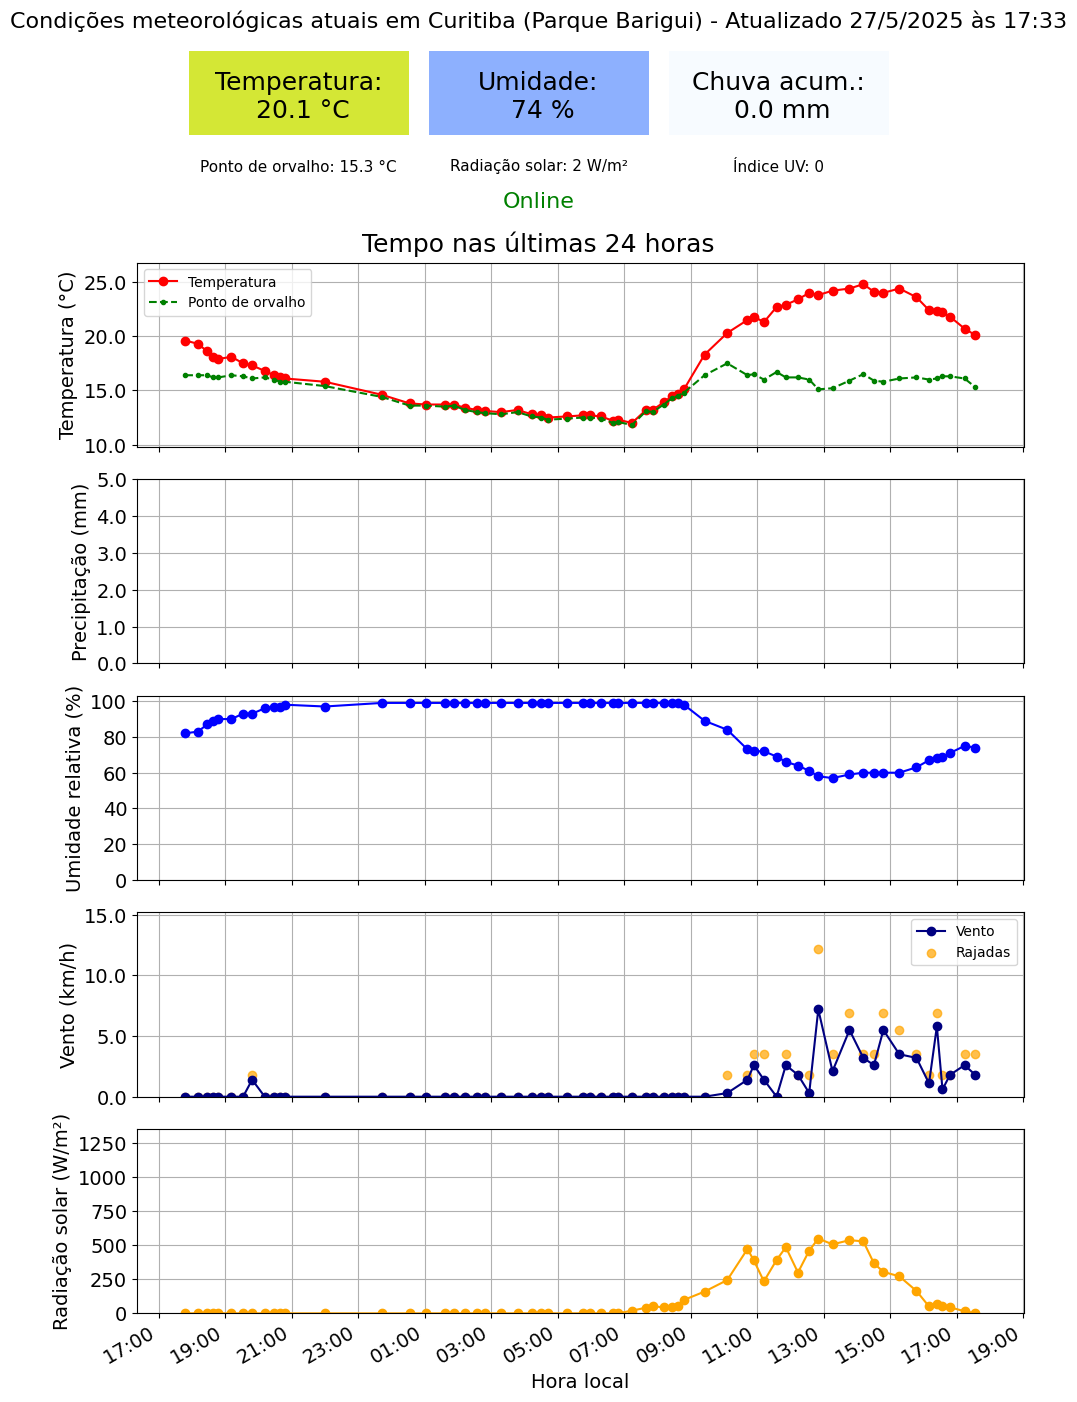 Condições meteorológicas atuais em Curitiba (Parque Barigui) - Atualizado 27/5/2025 às 17:33
Temperatura:
20.1 °C
Umidade:
74 %
Chuva acum.:
0.0 mm
Ponto de orvalho: 15.3 °C
Radiação solar: 2 W/m²
Índice UV: 0
Online
Tempo nas últimas 24 horas
Temperatura (°C)
25.0
20.0
15.0
10.0
Temperatura
Ponto de orvalho
Precipitação (mm)
5.0
4.0
3.0
2.0
1.0
0.0
Umidade relativa (%)
100
80
60
40
20
0
Vento (km/h)
15.0
10.0
5.0
0.0
Vento
Rajadas
Radiação solar (W/m²)
1250
1000
750
500
250
0
17:00
19:00
21:00
23:00
01:00
03:00
05:00
07:00
09:00
11:00
13:00
15:00
17:00
19:00
Hora local